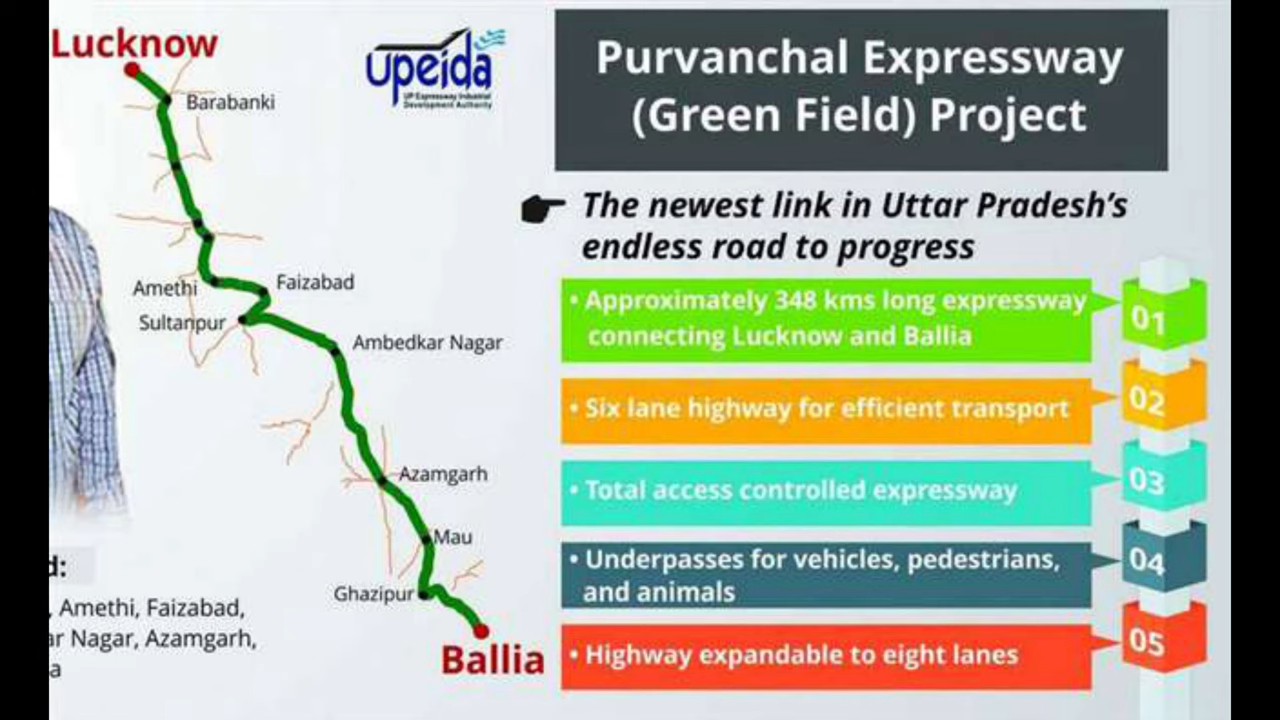 Lucknow
Barabanki
Amethi
Faizabad
Sultanpur
Ambedkar Nagar
Azamgarh
Mau
Ghazipur
Ballia
d:
, Amethi, Faizabad,
ar Nagar, Azamgarh,
a
upeida
UP Expressway Industrial
Development Authority
Purvanchal Expressway
(Green Field) Project
The newest link in Uttar Pradesh's
endless road to progress
• Approximately 348 kms long expressway
connecting Lucknow and Ballia
01
• Six lane highway for efficient transport
02
• Total access controlled expressway
03
• Underpasses for vehicles, pedestrians,
and animals
04
• Highway expandable to eight lanes
05